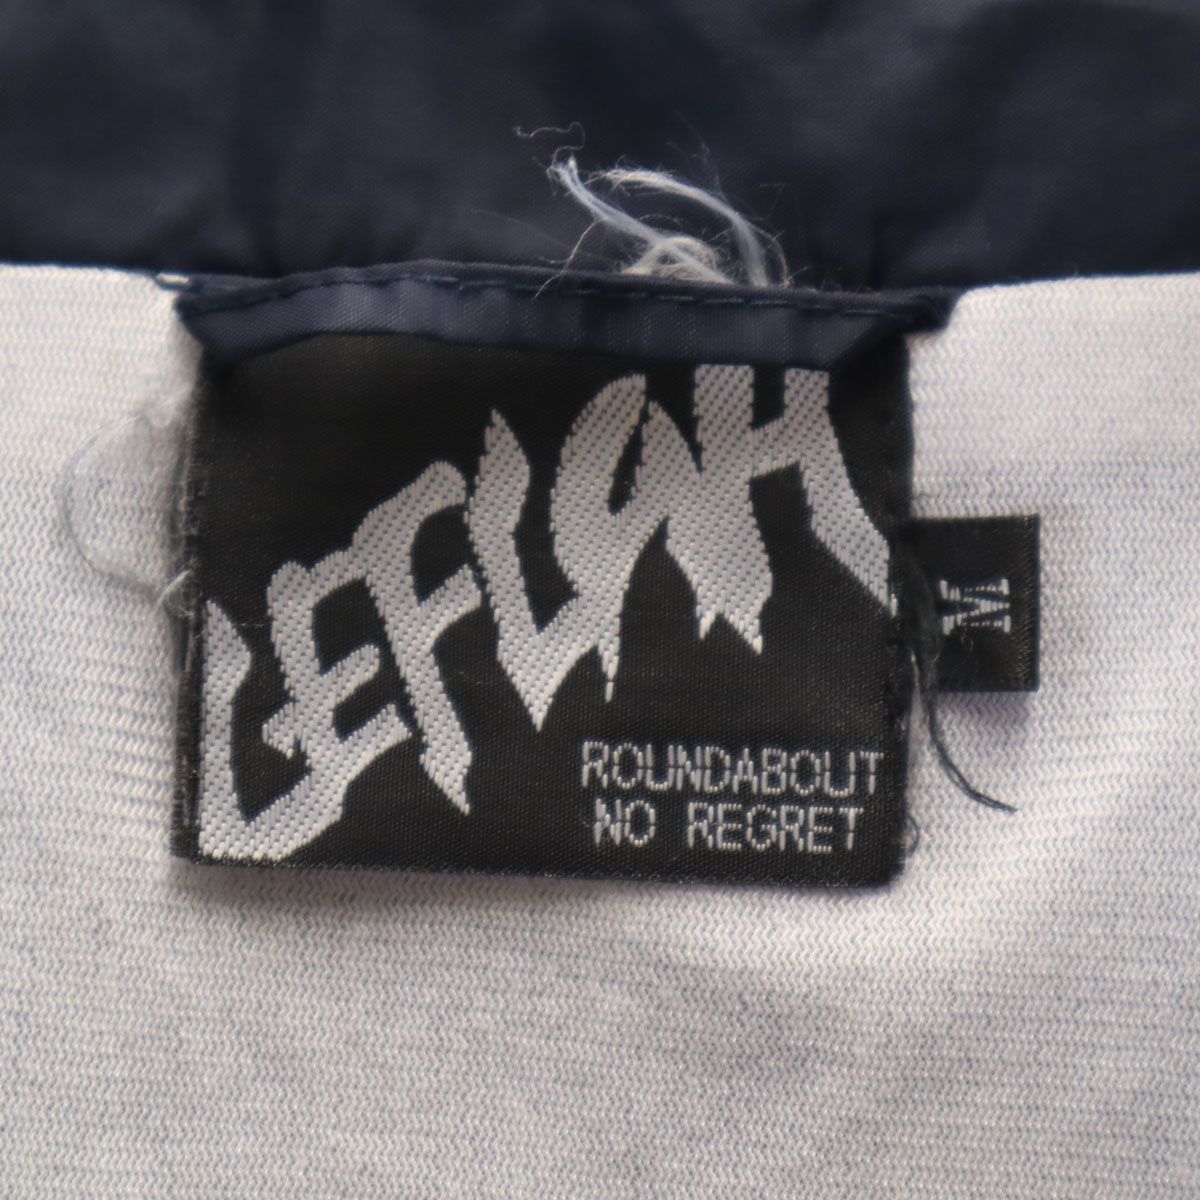 LEFLAH
ROUNDABOUT
NO REGRET
M